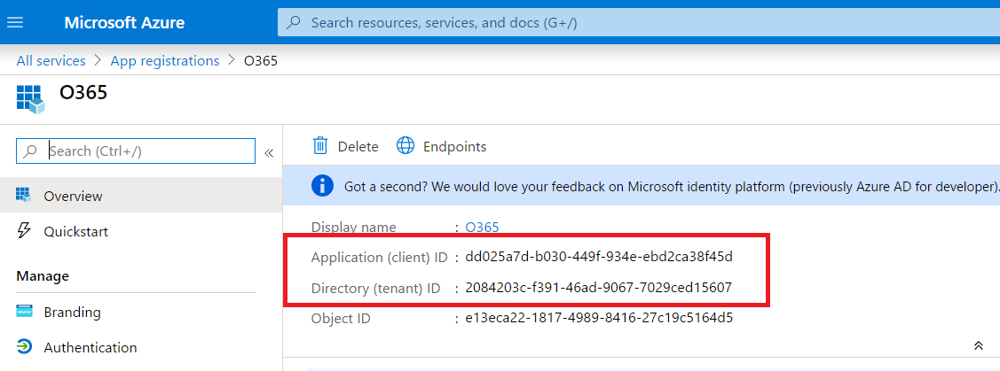 Microsoft Azure
Search resources, services, and docs (G+/)
All services > App registrations > O365
O365
Search (Ctrl+/)
«
Delete
Endpoints
Got a second? We would love your feedback on Microsoft identity platform (previously Azure AD for developer).
Overview
Quickstart
Manage
Branding
Authentication
Display name : O365
Application (client) ID : dd025a7d-b030-449f-934e-ebd2ca38f45d
Directory (tenant) ID : 2084203c-f391-46ad-9067-7029ced15607
Object ID : e13eca22-1817-4989-8416-27c19c5164d5